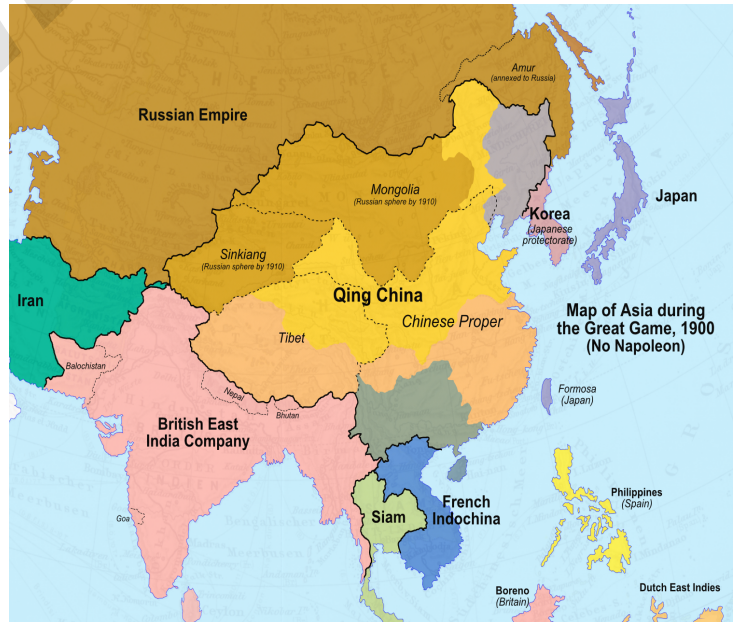 Amur
(annexed to Russia)
Russian Empire
Mongolia
(Russian sphere by 1910)
Japan
Korea
(Japanese
protectorate)
Sinkiang
(Russian sphere by 1910)
Iran
Qing China
Chinese Proper
Map of Asia during
the Great Game, 1900
(No Napoleon)
Tibet
Balochistan
Nepal
Bhutan
Formosa
(Japan)
British East
India Company
Philippines
(Spain)
French
Indochina
Siam
Goa
Boreno
(Britain)
Dutch East Indies